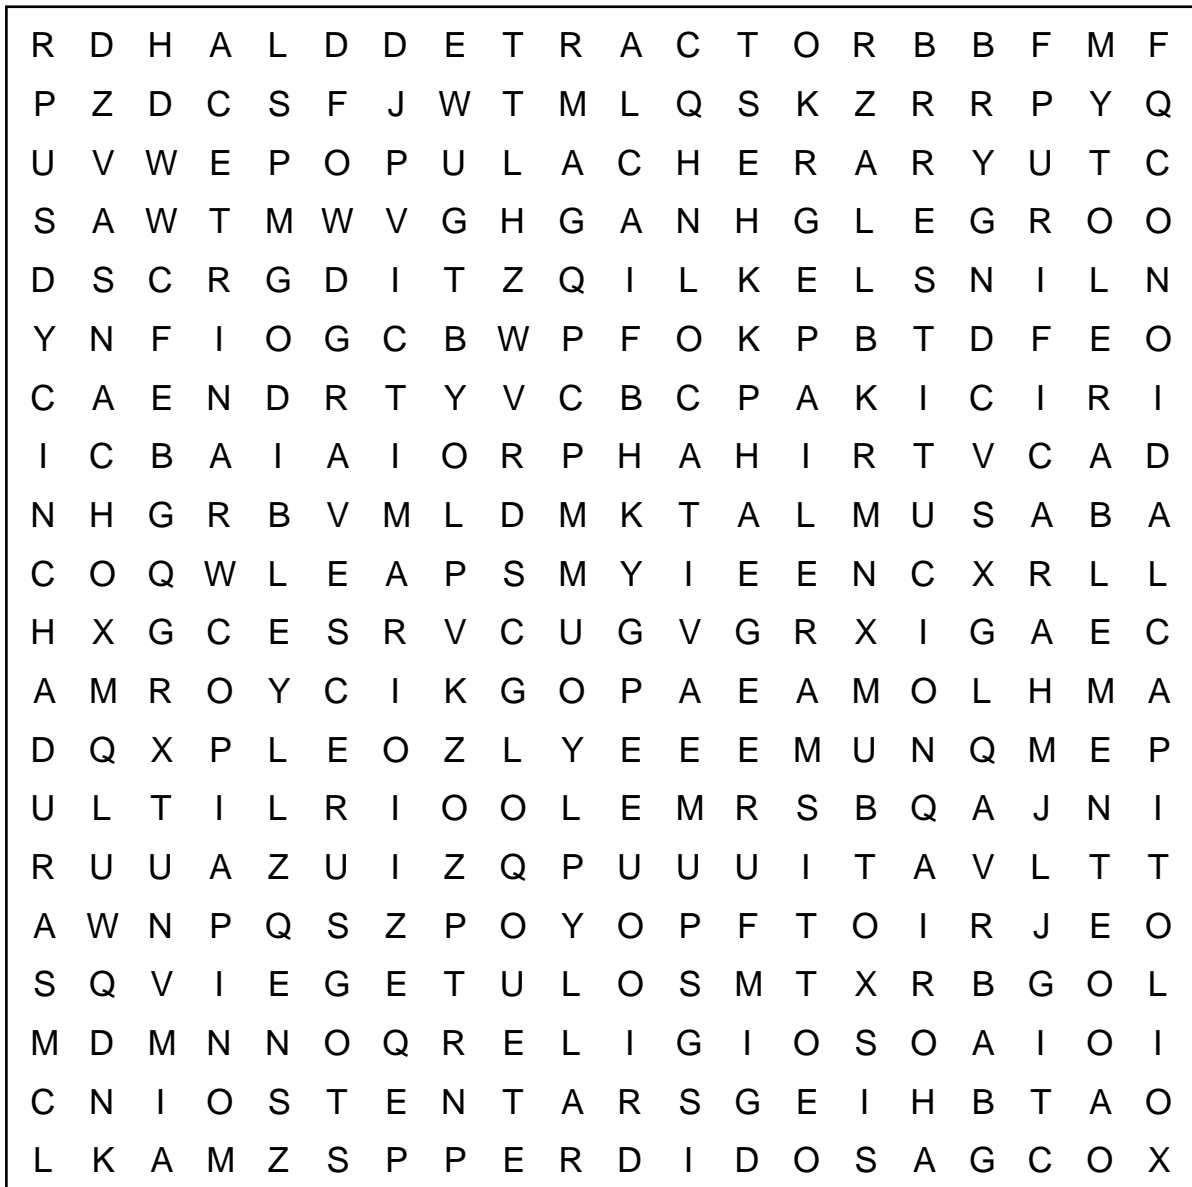 R D H A L D D E T R A C T O R B B F M F
P Z D C S F J W T M L Q S K Z R R P Y Q
U V W E P O P U L A C H E R A R Y U T C
S A W T M W V G H G A N H G L E G R O O
D S C R G D I T Z Q I L K E L S N I L N
Y N F I O G C B W P F O K P B T D F E O
C A E N D R T Y V C B C P A K I C I R I
I C B A I A I O R P H A H I R T V C A D
N H G R B V M L D M K T A L M U S A B A
C O Q W L E A P S M Y I E E N C X R L L
H X G C E S R V C U G V G R X I G A E C
A M R O Y C I K G O P A E A M O L H M A
D Q X P L E O Z L Y E E E M U N Q M E P
U L T I L R I O O L E M R S B Q A J N I
R U U A Z U I Z Q P U U U I T A V L T T
A W N P Q S Z P O Y O P F T O I R J E O
S Q V I E G E T U L O S M T X R B G O L
M D M N N O Q R E L I G I O S O A I O I
C N I O S T E N T A R S G E I H B T A O
L K A M Z S P P E R D I D O S A G C O X